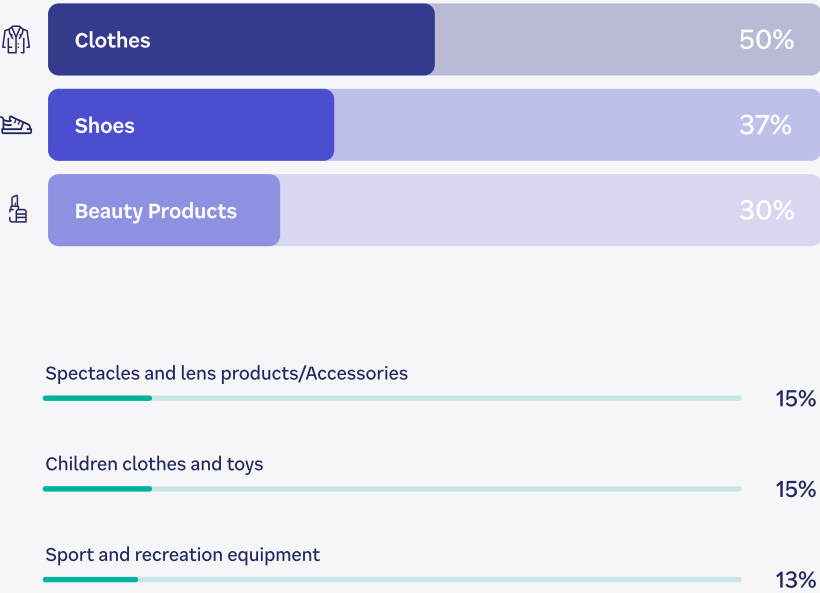 Clothes 50%
Shoes 37%
Beauty Products 30%
Spectacles and lens products/Accessories
15%
Children clothes and toys
15%
Sport and recreation equipment
13%